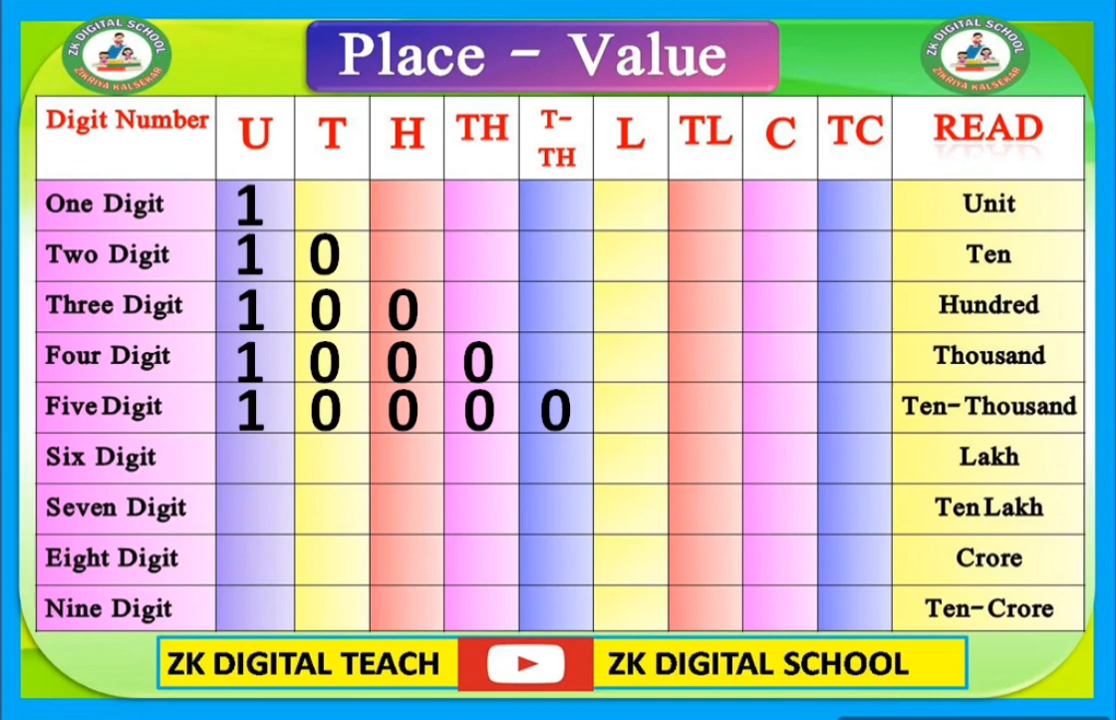 ZK DIGITAL SCHOOL
ZIKRIYA KALSEKAR
Place - Value
ZK DIGITAL SCHOOL
ZIKRIYA KALSEKAR
Digit Number U T H TH T-TH L TL C TC READ
One Digit 1 Unit
Two Digit 1 0 Ten
Three Digit 1 0 0 Hundred
Four Digit 1 0 0 0 Thousand
Five Digit 1 0 0 0 0 Ten-Thousand
Six Digit Lakh
Seven Digit Ten Lakh
Eight Digit Crore
Nine Digit Ten-Crore
ZK DIGITAL TEACH ZK DIGITAL SCHOOL